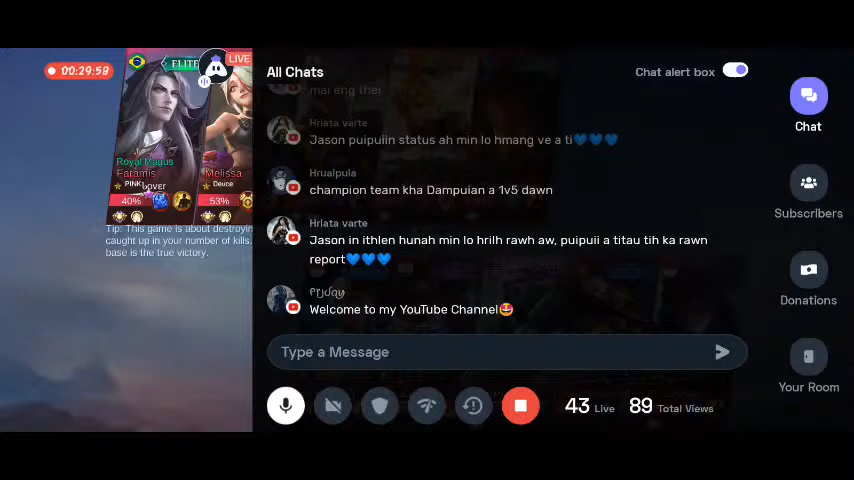 00:29:58
ELITE
LIVE
Royal Magus
Faramis
PINK Lover
40%
Melissa
Deuce
53%
Tip: This game is about destroyin
caught up in your number of kills.
base is the true victory.
All Chats
Chat alert box
mai eng thei
Hriata varte
Jason puipulin status ah min lo hmang ve a ti💙💙💙
Hrualpuia
champion team kha Dampuian a 1v5 dawn
Hriata varte
Jason in ithlen hunah min lo hrilh rawh aw, puipuii a titau tih ka rawn
report💙💙💙
Welcome to my YouTube Channel🤩
Type a Message
43 Live 89 Total Views
Chat
Subscribers
Donations
Your Room